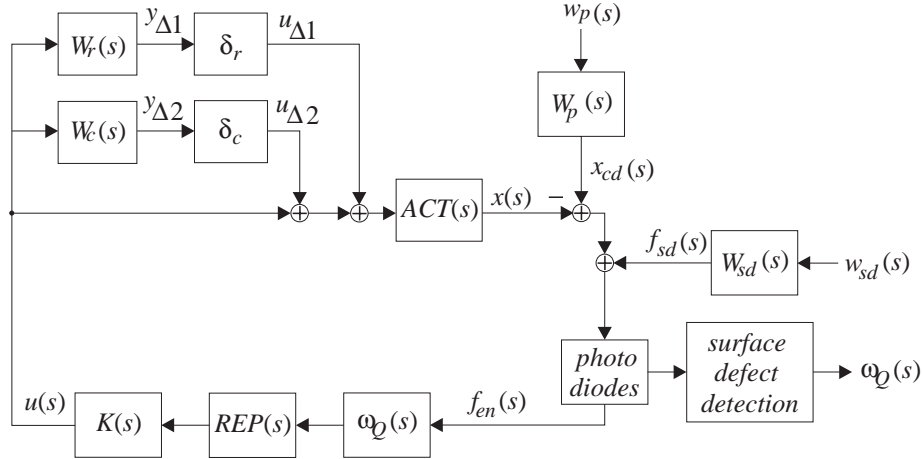 y_Δ1
u_Δ1
w_p(s)
W_r(s)
δ_r
y_Δ2
u_Δ2
W_p(s)
W_c(s)
δ_c
x_cd(s)
ACT(s)
x(s)
−
+
+
+
f_sd(s)
+
W_sd(s)
w_sd(s)
photo
diodes
surface
defect
detection
ω_Q(s)
u(s)
K(s)
REP(s)
ω_Q(s)
f_en(s)